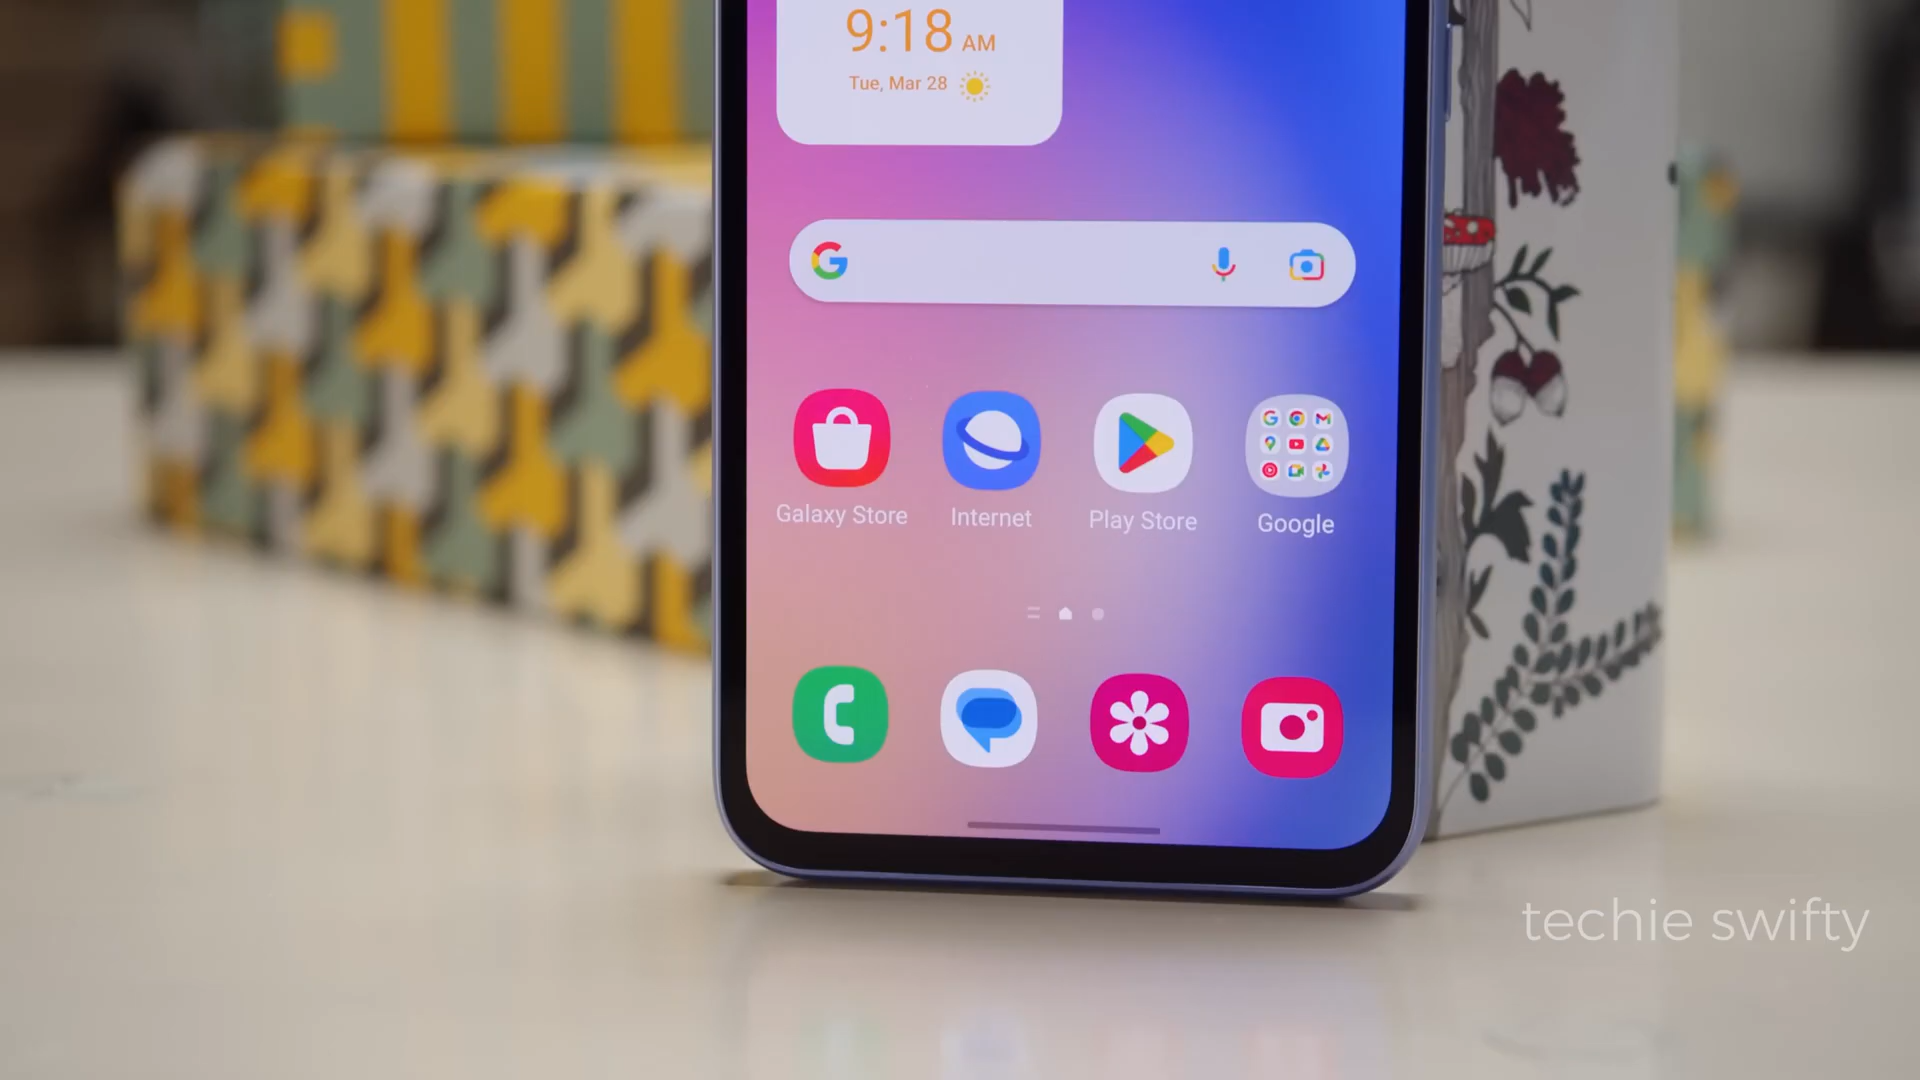 9:18 AM
Tue, Mar 28
Galaxy Store
Internet
Play Store
Google
techie swifty